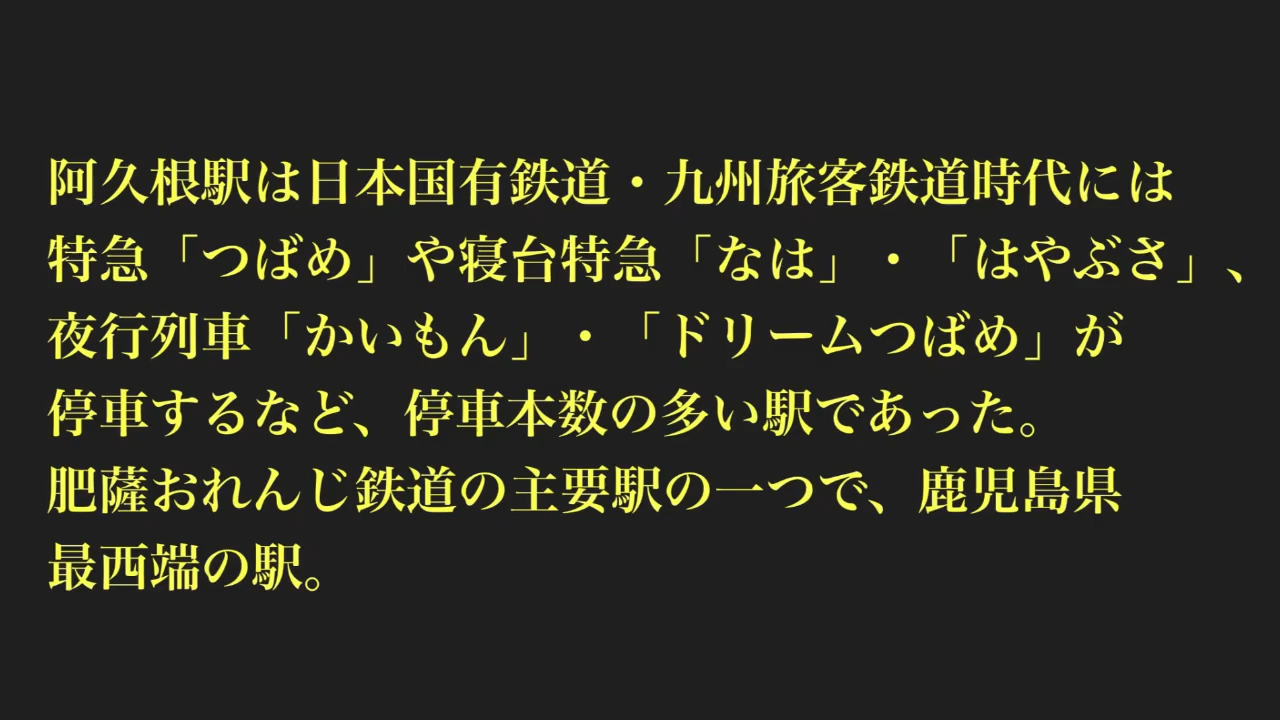 阿久根駅は日本国有鉄道・九州旅客鉄道時代には
特急「つばめ」や寝台特急「なは」・「はやぶさ」、
夜行列車「かいもん」・「ドリームつばめ」が
停車するなど、停車本数の多い駅であった。
肥薩おれんじ鉄道の主要駅の一つで、鹿児島県
最西端の駅。